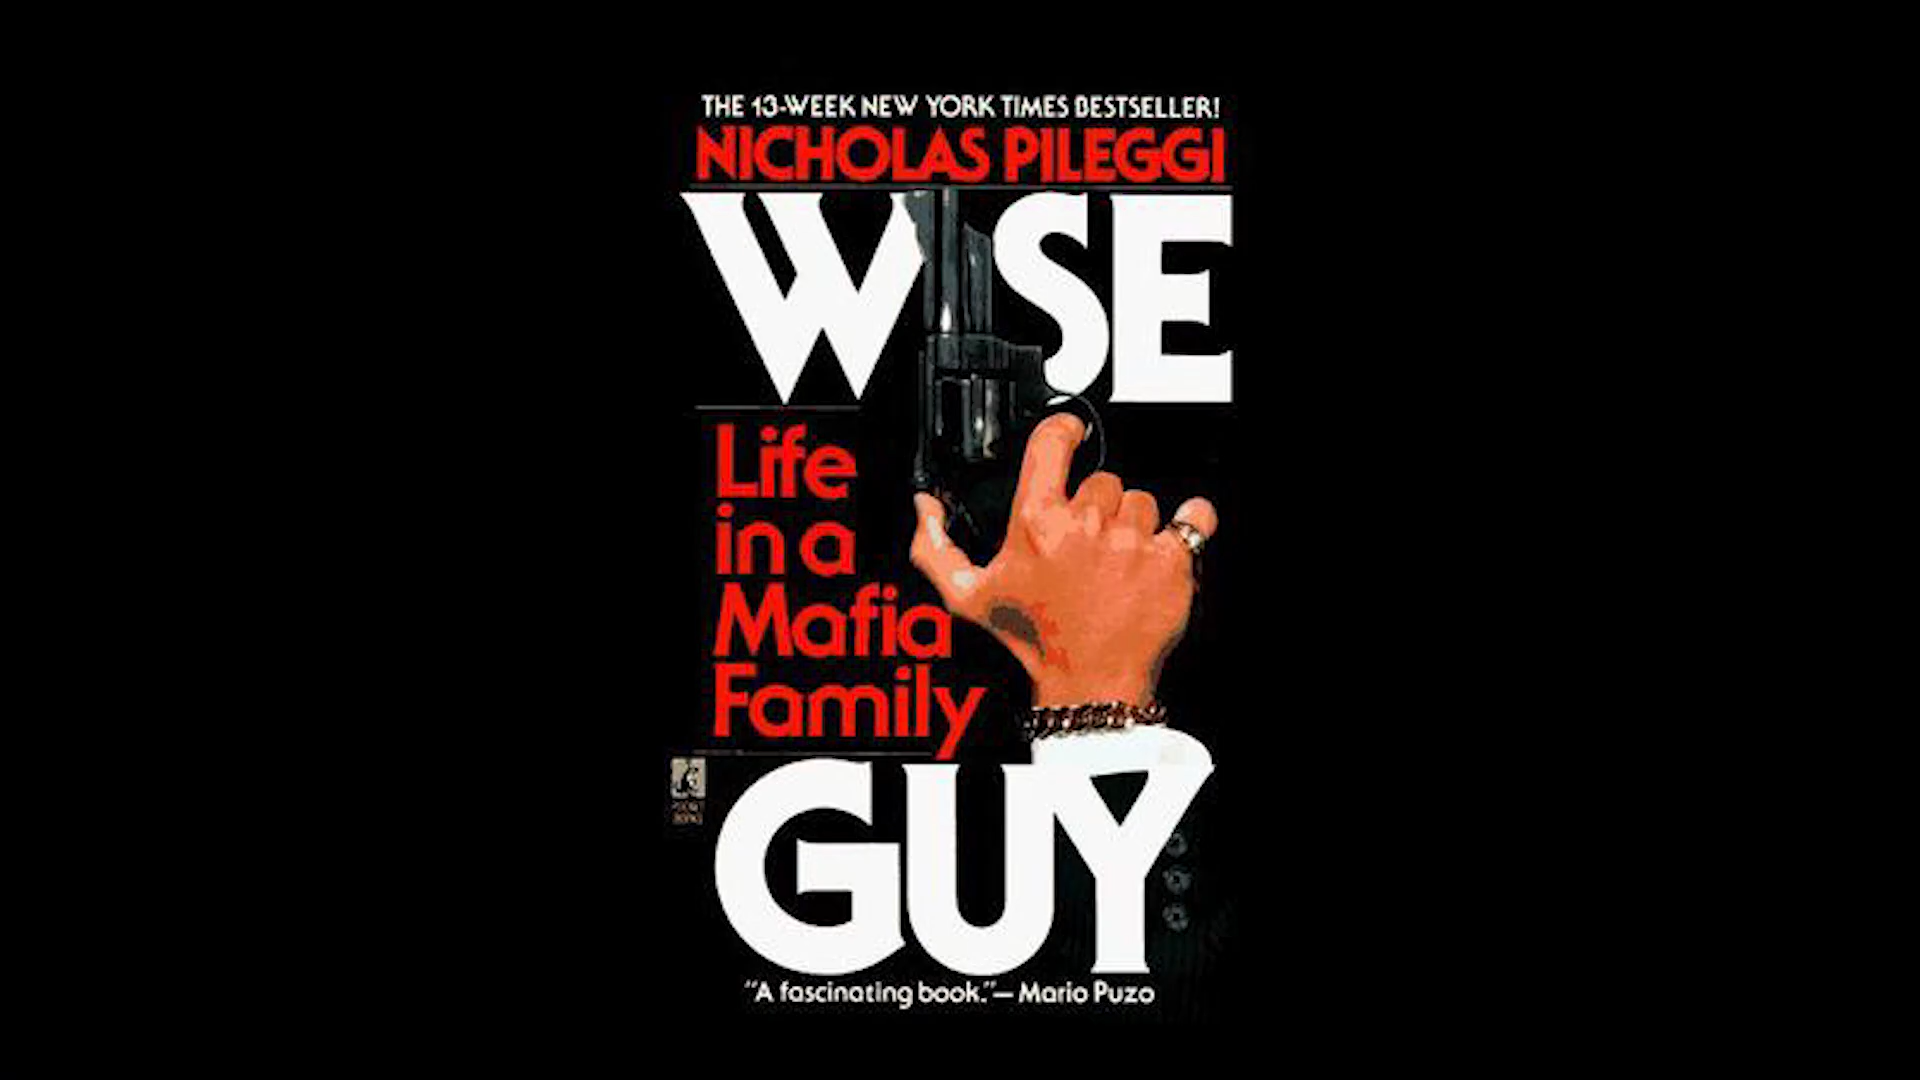 THE 13-WEEK NEW YORK TIMES BESTSELLER!
NICHOLAS PILEGGI
WISE
Life
in a
Mafia
Family
GUY
"A fascinating book."— Mario Puzo